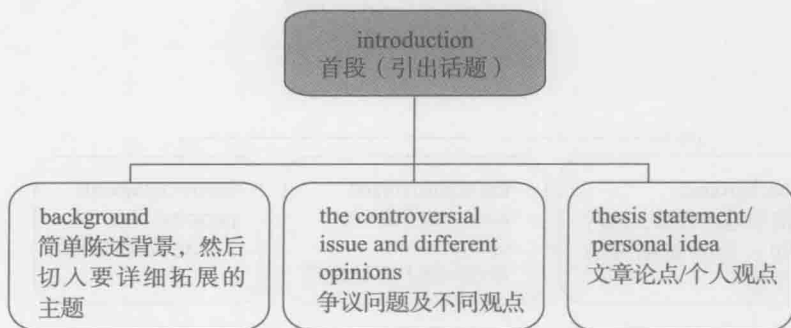 introduction
首段（引出话题）
background
简单陈述背景，然后
切入要详细拓展的
主题
the controversial
issue and different
opinions
争议问题及不同观点
thesis statement/
personal idea
文章论点/个人观点